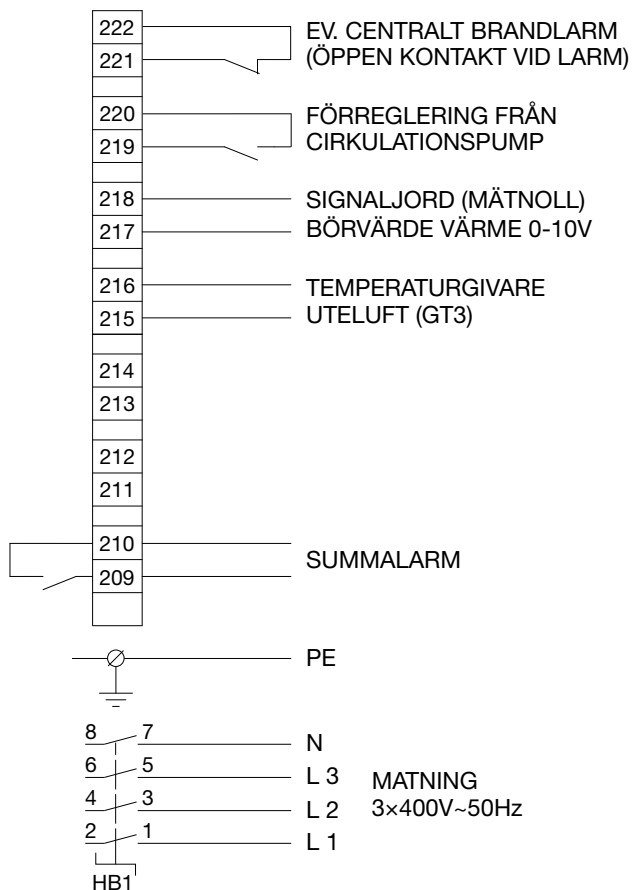 222 EV. CENTRALT BRANDLARM
221 (ÖPPEN KONTAKT VID LARM)
220 FÖRREGLERING FRÅN
219 CIRKULATIONSPUMP
218 SIGNALJORD (MÄTNOLL)
217 BÖRVÄRDE VÄRME 0-10V
216 TEMPERATURGIVARE
215 UTELUFT (GT3)
214
213
212
211
210
SUMMALARM
209
PE
8 7 N
6 5 L 3 MATNING
4 3 L 2 3×400V~50Hz
2 1 L 1
HB1